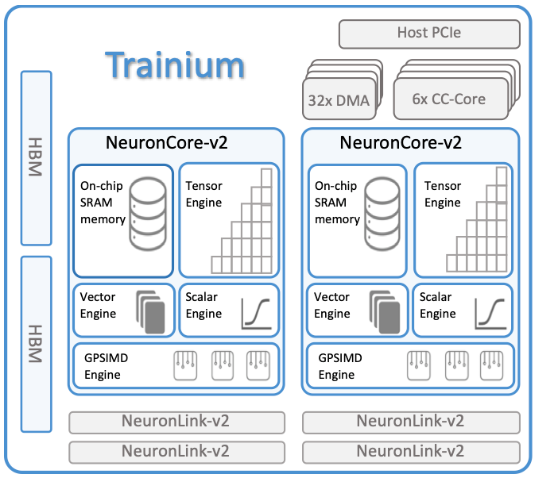 Host PCIe
Trainium
32x DMA
6x CC-Core
HBM
HBM
NeuronCore-v2
On-chip
SRAM
memory
Tensor
Engine
Vector
Engine
Scalar
Engine
GPSIMD
Engine
NeuronCore-v2
On-chip
SRAM
memory
Tensor
Engine
Vector
Engine
Scalar
Engine
GPSIMD
Engine
NeuronLink-v2
NeuronLink-v2
NeuronLink-v2
NeuronLink-v2